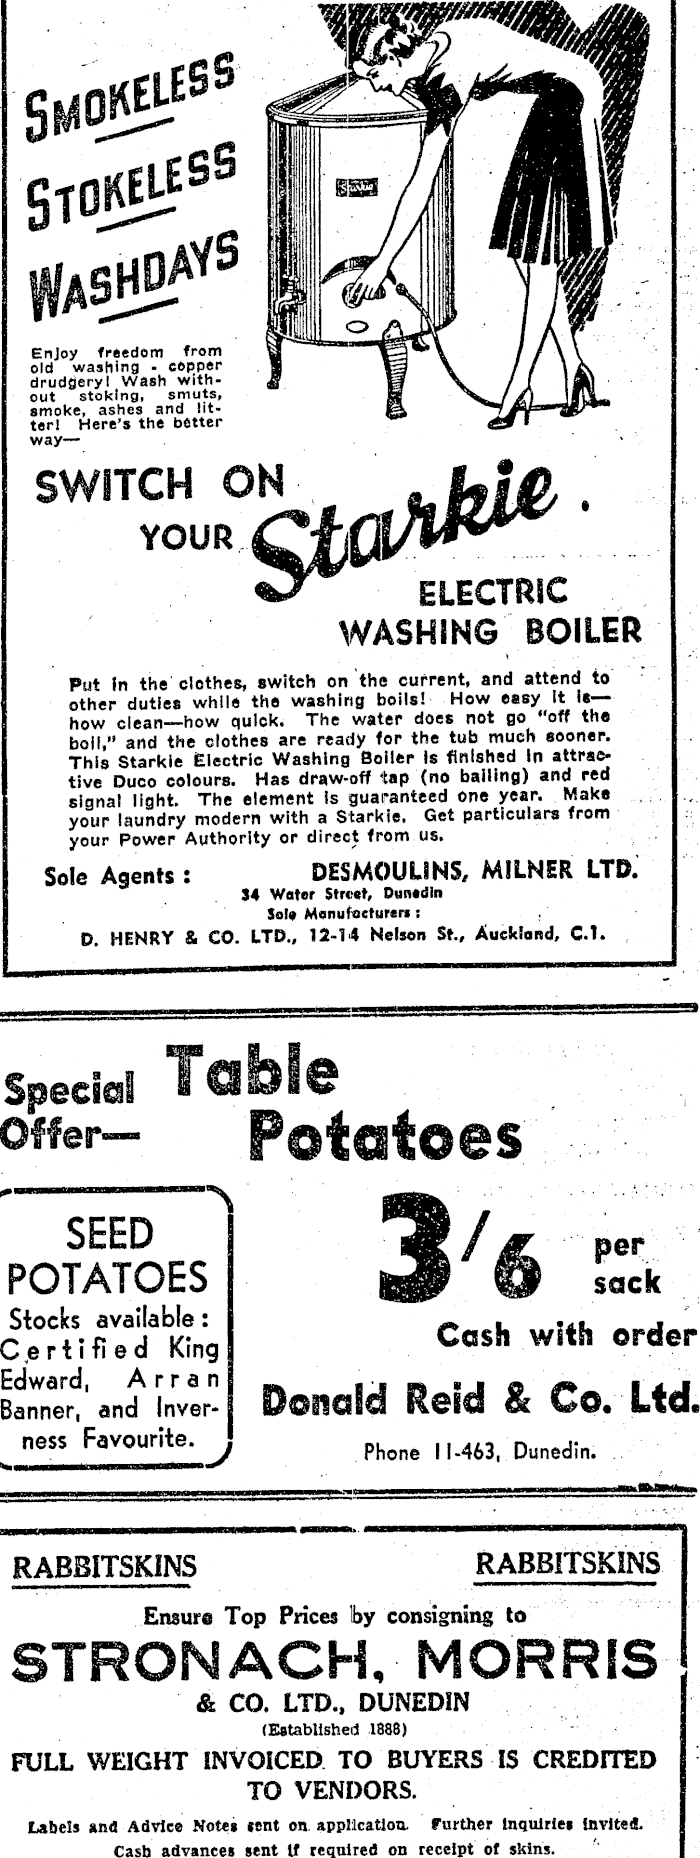 SMOKELESS
STOKELESS
WASHDAYS
Starkie
Enjoy freedom from
old washing - copper
drudgery! Wash with-
out stoking, smuts,
smoke, ashes and lit-
ter! Here's the better
way—
SWITCH ON
YOUR Starkie.
ELECTRIC
WASHING BOILER
Put in the clothes, switch on the current, and attend to
other duties while the washing boils! How easy it is—
how clean—how quick. The water does not go "off the
boil," and the clothes are ready for the tub much sooner.
This Starkie Electric Washing Boiler is finished in attrac-
tive Duco colours. Has draw-off tap (no bailing) and red
signal light. The element is guaranteed one year. Make
your laundry modern with a Starkie. Get particulars from
your Power Authority or direct from us.
Sole Agents: DESMOULINS, MILNER LTD.
34 Water Street, Dunedin
Sole Manufacturers:
D. HENRY & CO. LTD., 12-14 Nelson St., Auckland, C.1.
Special Offer—
Table
Potatoes
3/6 per sack
Cash with order
Donald Reid & Co. Ltd.
Phone 11-463, Dunedin.
SEED
POTATOES
Stocks available:
Certified King
Edward, Arran
Banner, and Inver-
ness Favourite.
RABBITSKINS RABBITSKINS
Ensure Top Prices by consigning to
STRONACH, MORRIS
& CO. LTD., DUNEDIN
(Established 1888)
FULL WEIGHT INVOICED TO BUYERS IS CREDITED
TO VENDORS.
Labels and Advice Notes sent on application. Further inquiries invited.
Cash advances sent if required on receipt of skins.